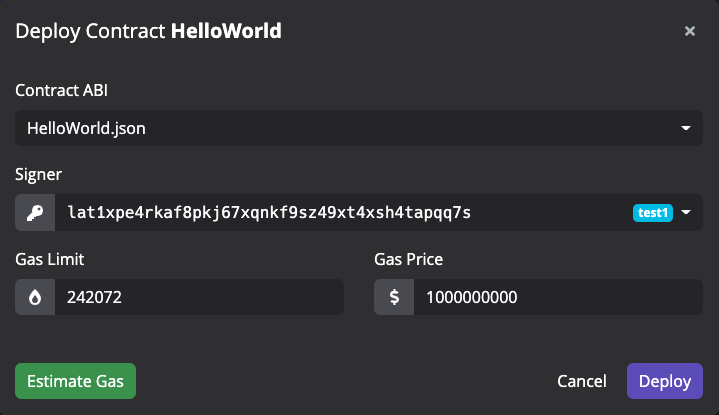 Deploy Contract HelloWorld
×
Contract ABI
HelloWorld.json
Signer
lat1xpe4rkaf8pkj67xqnkf9sz49xt4xsh4tapqq7s test1
Gas Limit Gas Price
242072 $ 1000000000
Estimate Gas Cancel Deploy